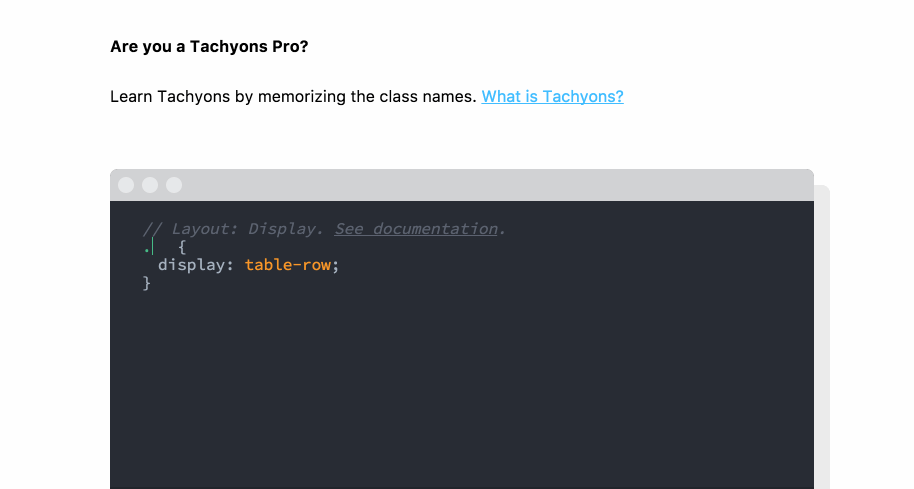 Are you a Tachyons Pro?
Learn Tachyons by memorizing the class names. What is Tachyons?
// Layout: Display. See documentation.
. {
display: table-row;
}